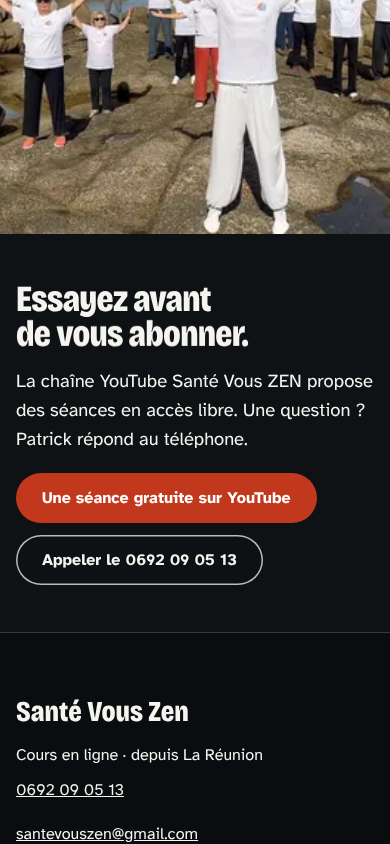 Essayez avant
de vous abonner.
La chaîne YouTube Santé Vous ZEN propose
des séances en accès libre. Une question ?
Patrick répond au téléphone.
Une séance gratuite sur YouTube
Appeler le 0692 09 05 13
Santé Vous Zen
Cours en ligne · depuis La Réunion
0692 09 05 13
santevouszen@gmail.com